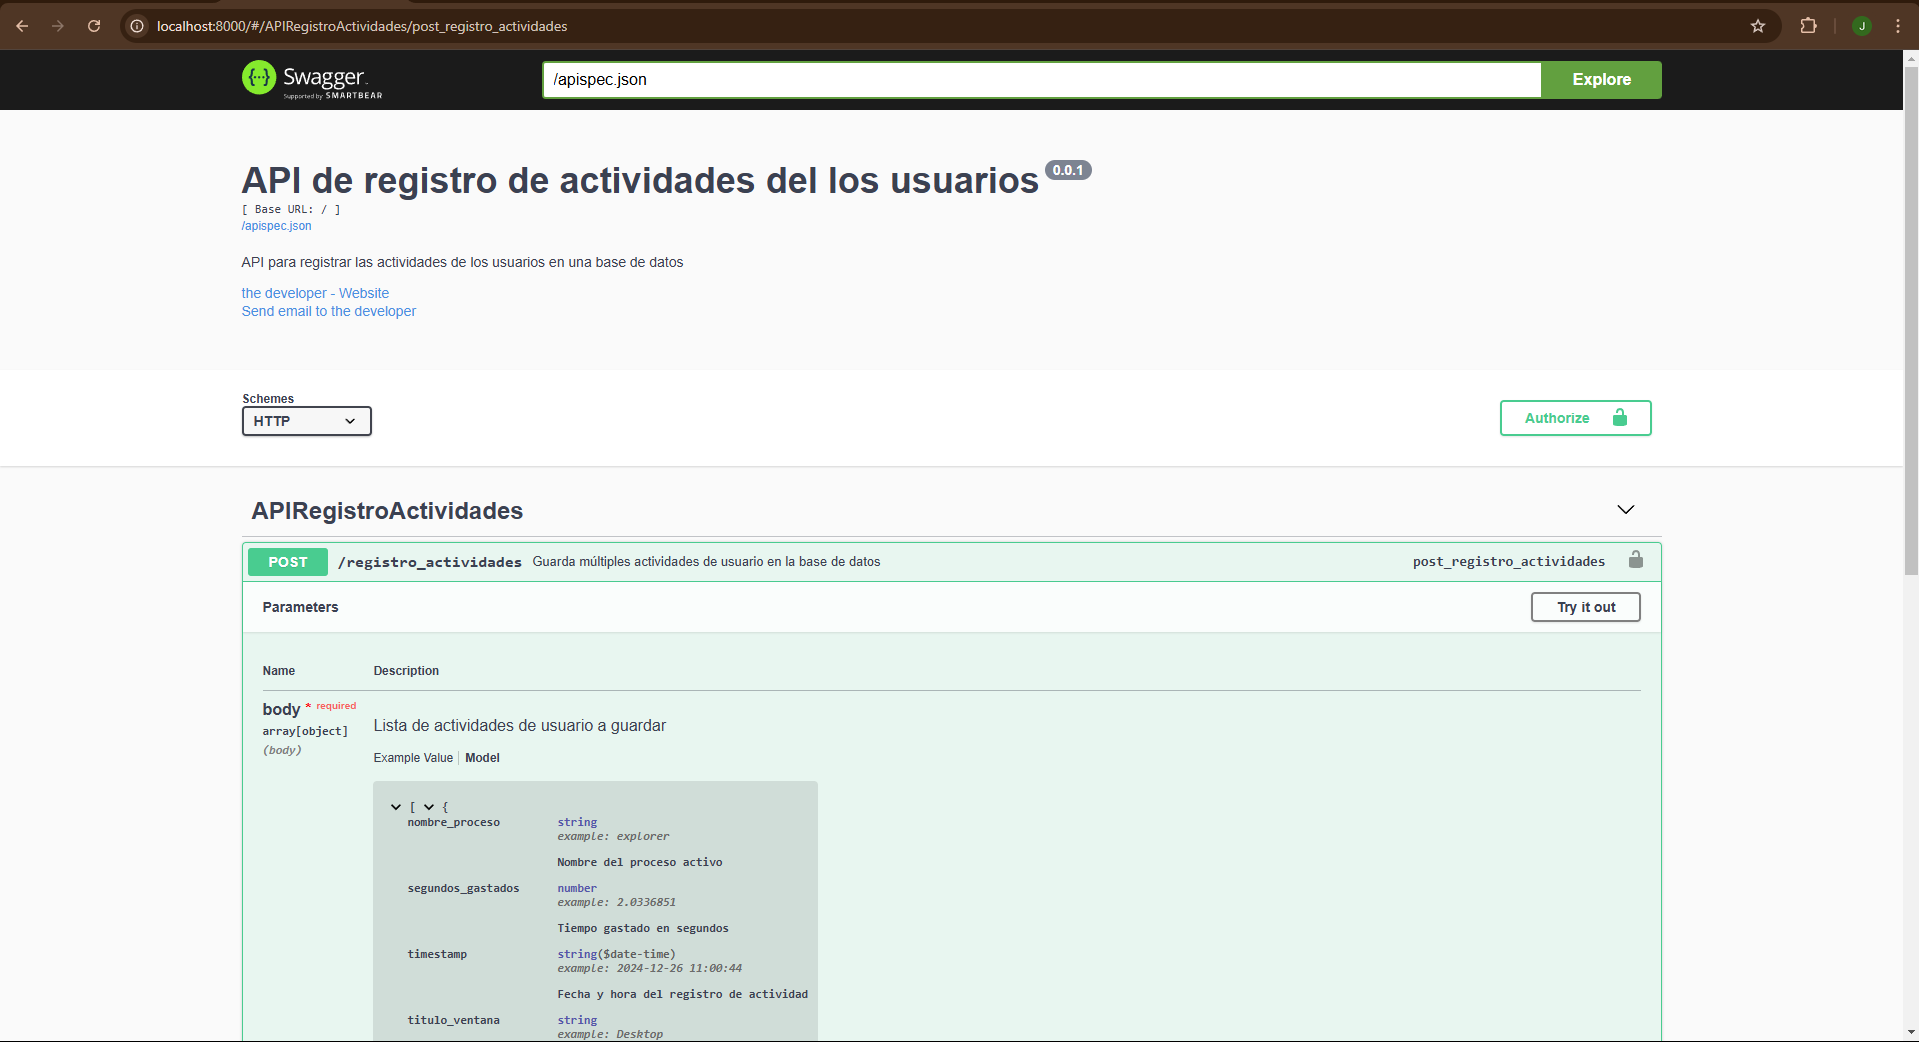 localhost:8000/#/APIRegistroActividades/post_registro_actividades
J
{···} Swagger
Supported by SMARTBEAR
/apispec.json
Explore
API de registro de actividades del los usuarios 0.0.1
[ Base URL: / ]
/apispec.json
API para registrar las actividades de los usuarios en una base de datos
the developer - Website
Send email to the developer
Schemes
HTTP
Authorize
APIRegistroActividades
POST /registro_actividades Guarda múltiples actividades de usuario en la base de datos post_registro_actividades
Parameters
Try it out
Name Description
body * required
array[object]
(body)
Lista de actividades de usuario a guardar
Example Value Model
[ {
nombre_proceso string
example: explorer
Nombre del proceso activo
segundos_gastados number
example: 2.0336851
Tiempo gastado en segundos
timestamp string($date-time)
example: 2024-12-26 11:00:44
Fecha y hora del registro de actividad
titulo_ventana string
example: Desktop